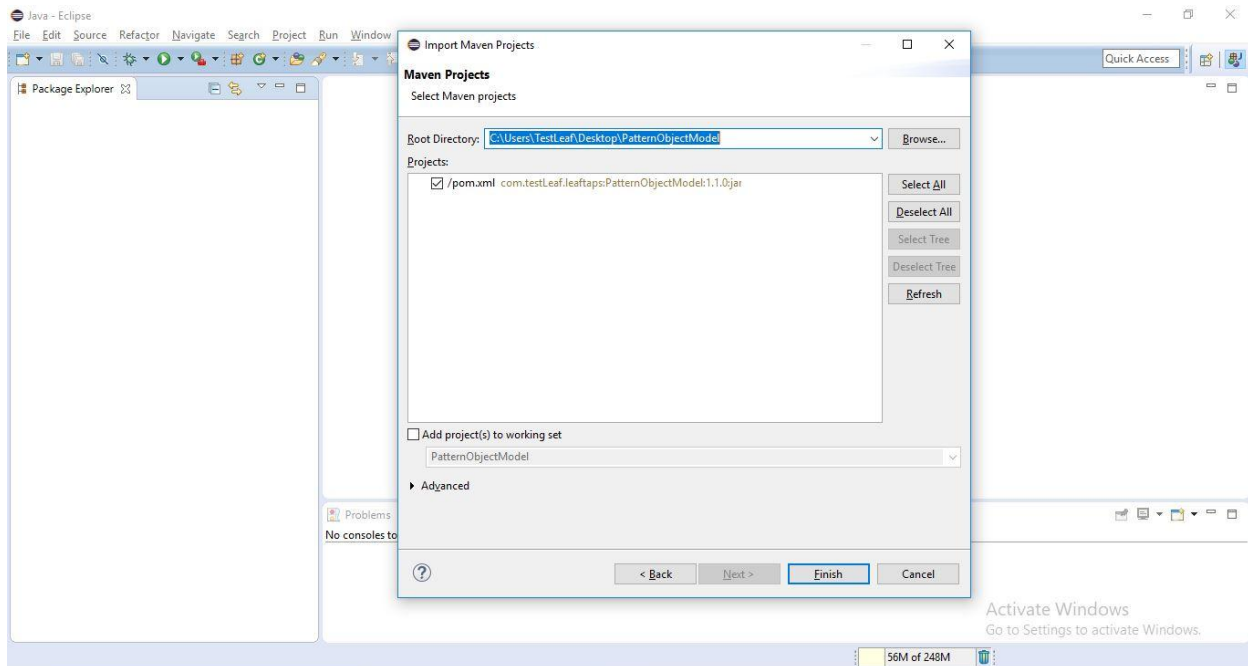 Java - Eclipse
File Edit Source Refactor Navigate Search Project Run Window
Quick Access
Package Explorer
Import Maven Projects
Maven Projects
Select Maven projects
Root Directory: C:\Users\TestLeaf\Desktop\PatternObjectModel
Browse...
Projects:
/pom.xml com.testLeaf.leaftaps:PatternObjectModel:1.1.0:jar
Select All
Deselect All
Select Tree
Deselect Tree
Refresh
Add project(s) to working set
PatternObjectModel
Advanced
Problems
No consoles to
? < Back Next > Finish Cancel
Activate Windows
Go to Settings to activate Windows.
56M of 248M